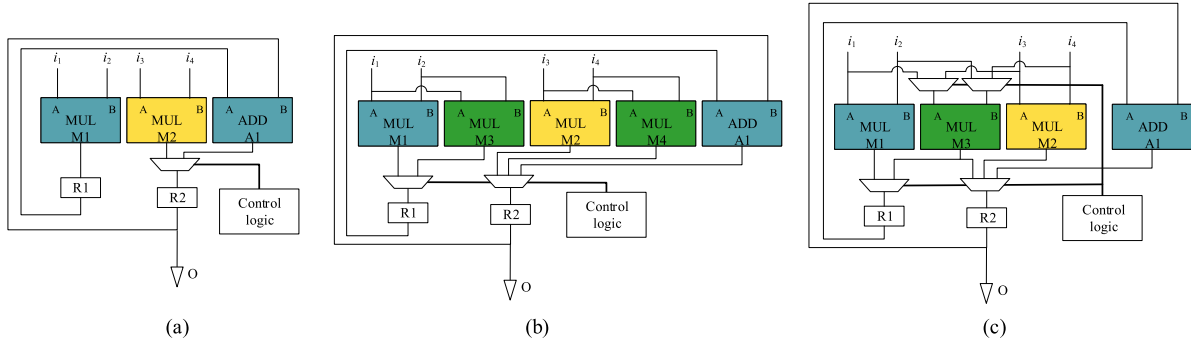 i1 i2 i3 i4
A B A B A B
MUL M1
MUL M2
ADD A1
R1
R2
Control logic
O
(a)
i1 i2 i3 i4
A B A B A B A B A B
MUL M1
MUL M3
MUL M2
MUL M4
ADD A1
R1
R2
Control logic
O
(b)
i1 i2 i3 i4
A B A B A B A B
MUL M1
MUL M3
MUL M2
ADD A1
R1
R2
Control logic
O
(c)